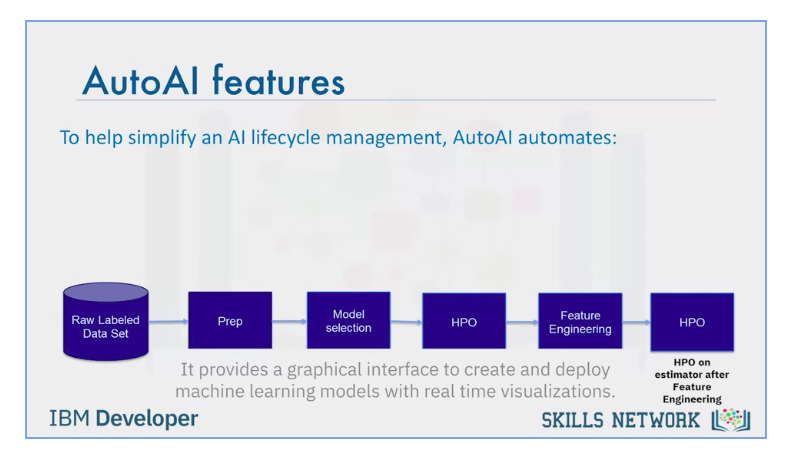 AutoAI features
To help simplify an AI lifecycle management, AutoAI automates:
Raw Labeled
Data Set
Prep
Model
selection
HPO
Feature
Engineering
HPO
HPO on
estimator after
Feature
Engineering
It provides a graphical interface to create and deploy
machine learning models with real time visualizations.
IBM Developer
SKILLS NETWORK